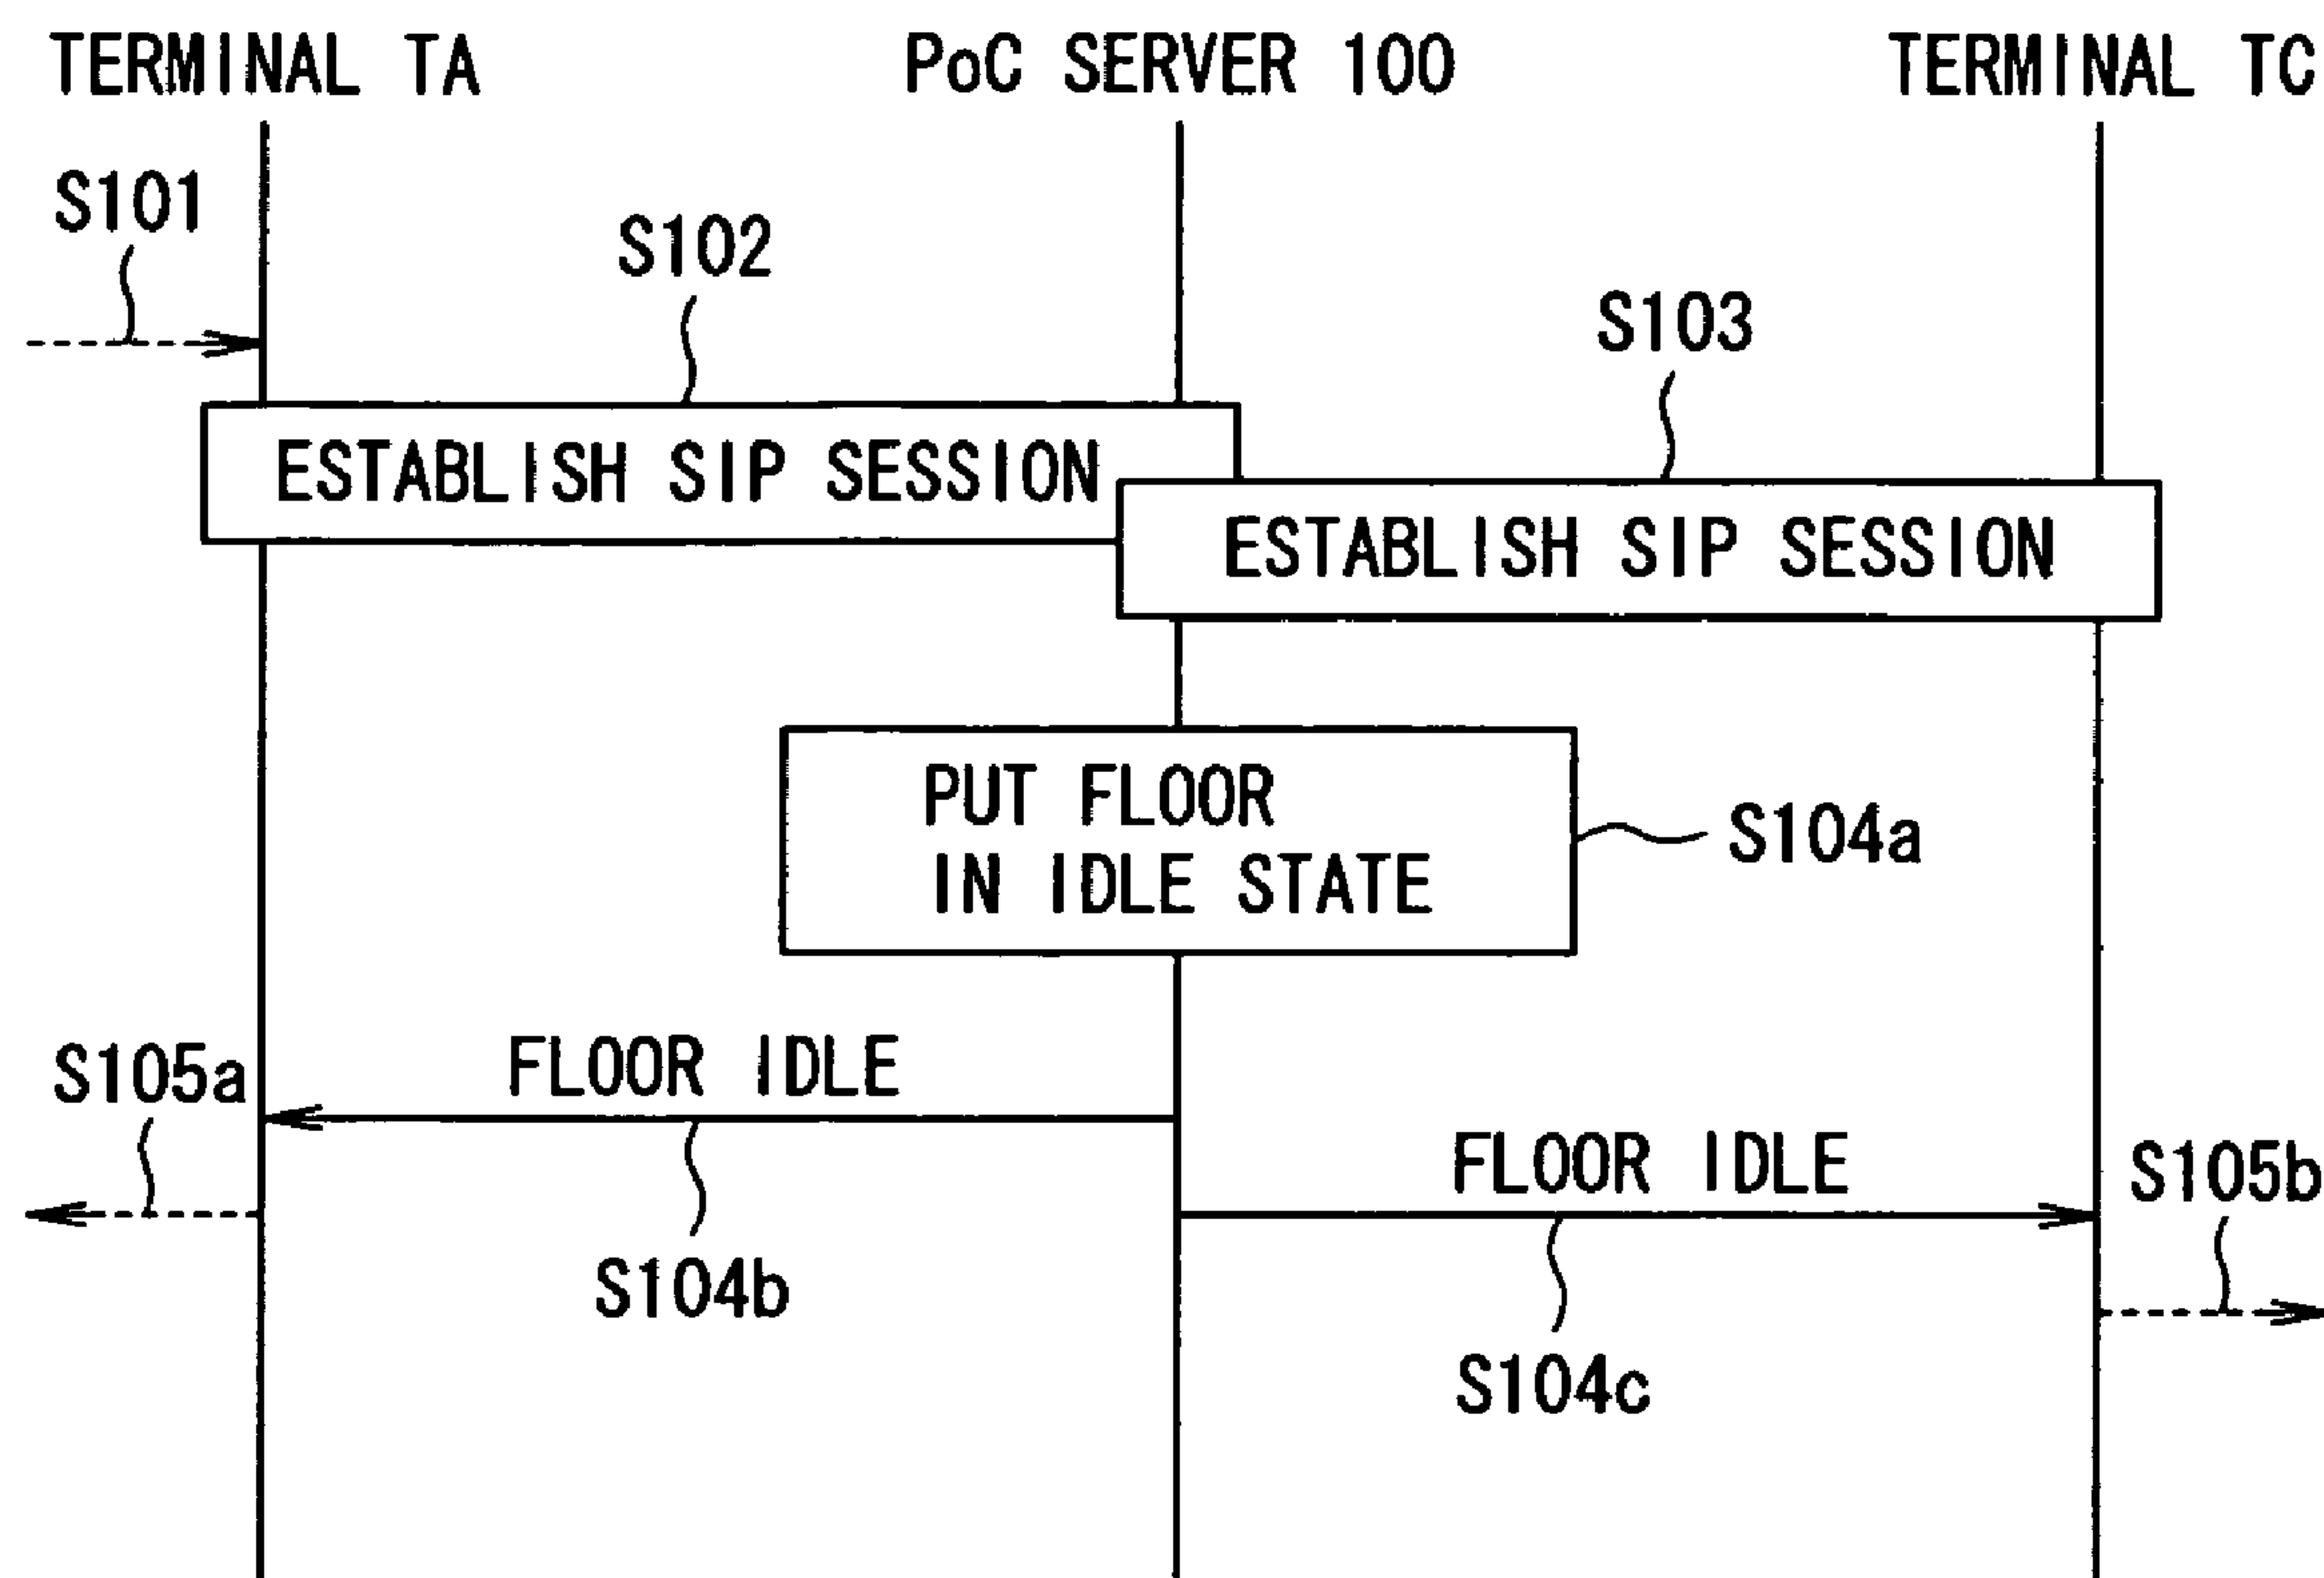 TERMINAL TA
PoC SERVER 100
TERMINAL TC
S101
S102
S103
ESTABLISH SIP SESSION
ESTABLISH SIP SESSION
PUT FLOOR
IN IDLE STATE
S104a
S105a
FLOOR IDLE
FLOOR IDLE
S105b
S104b
S104c